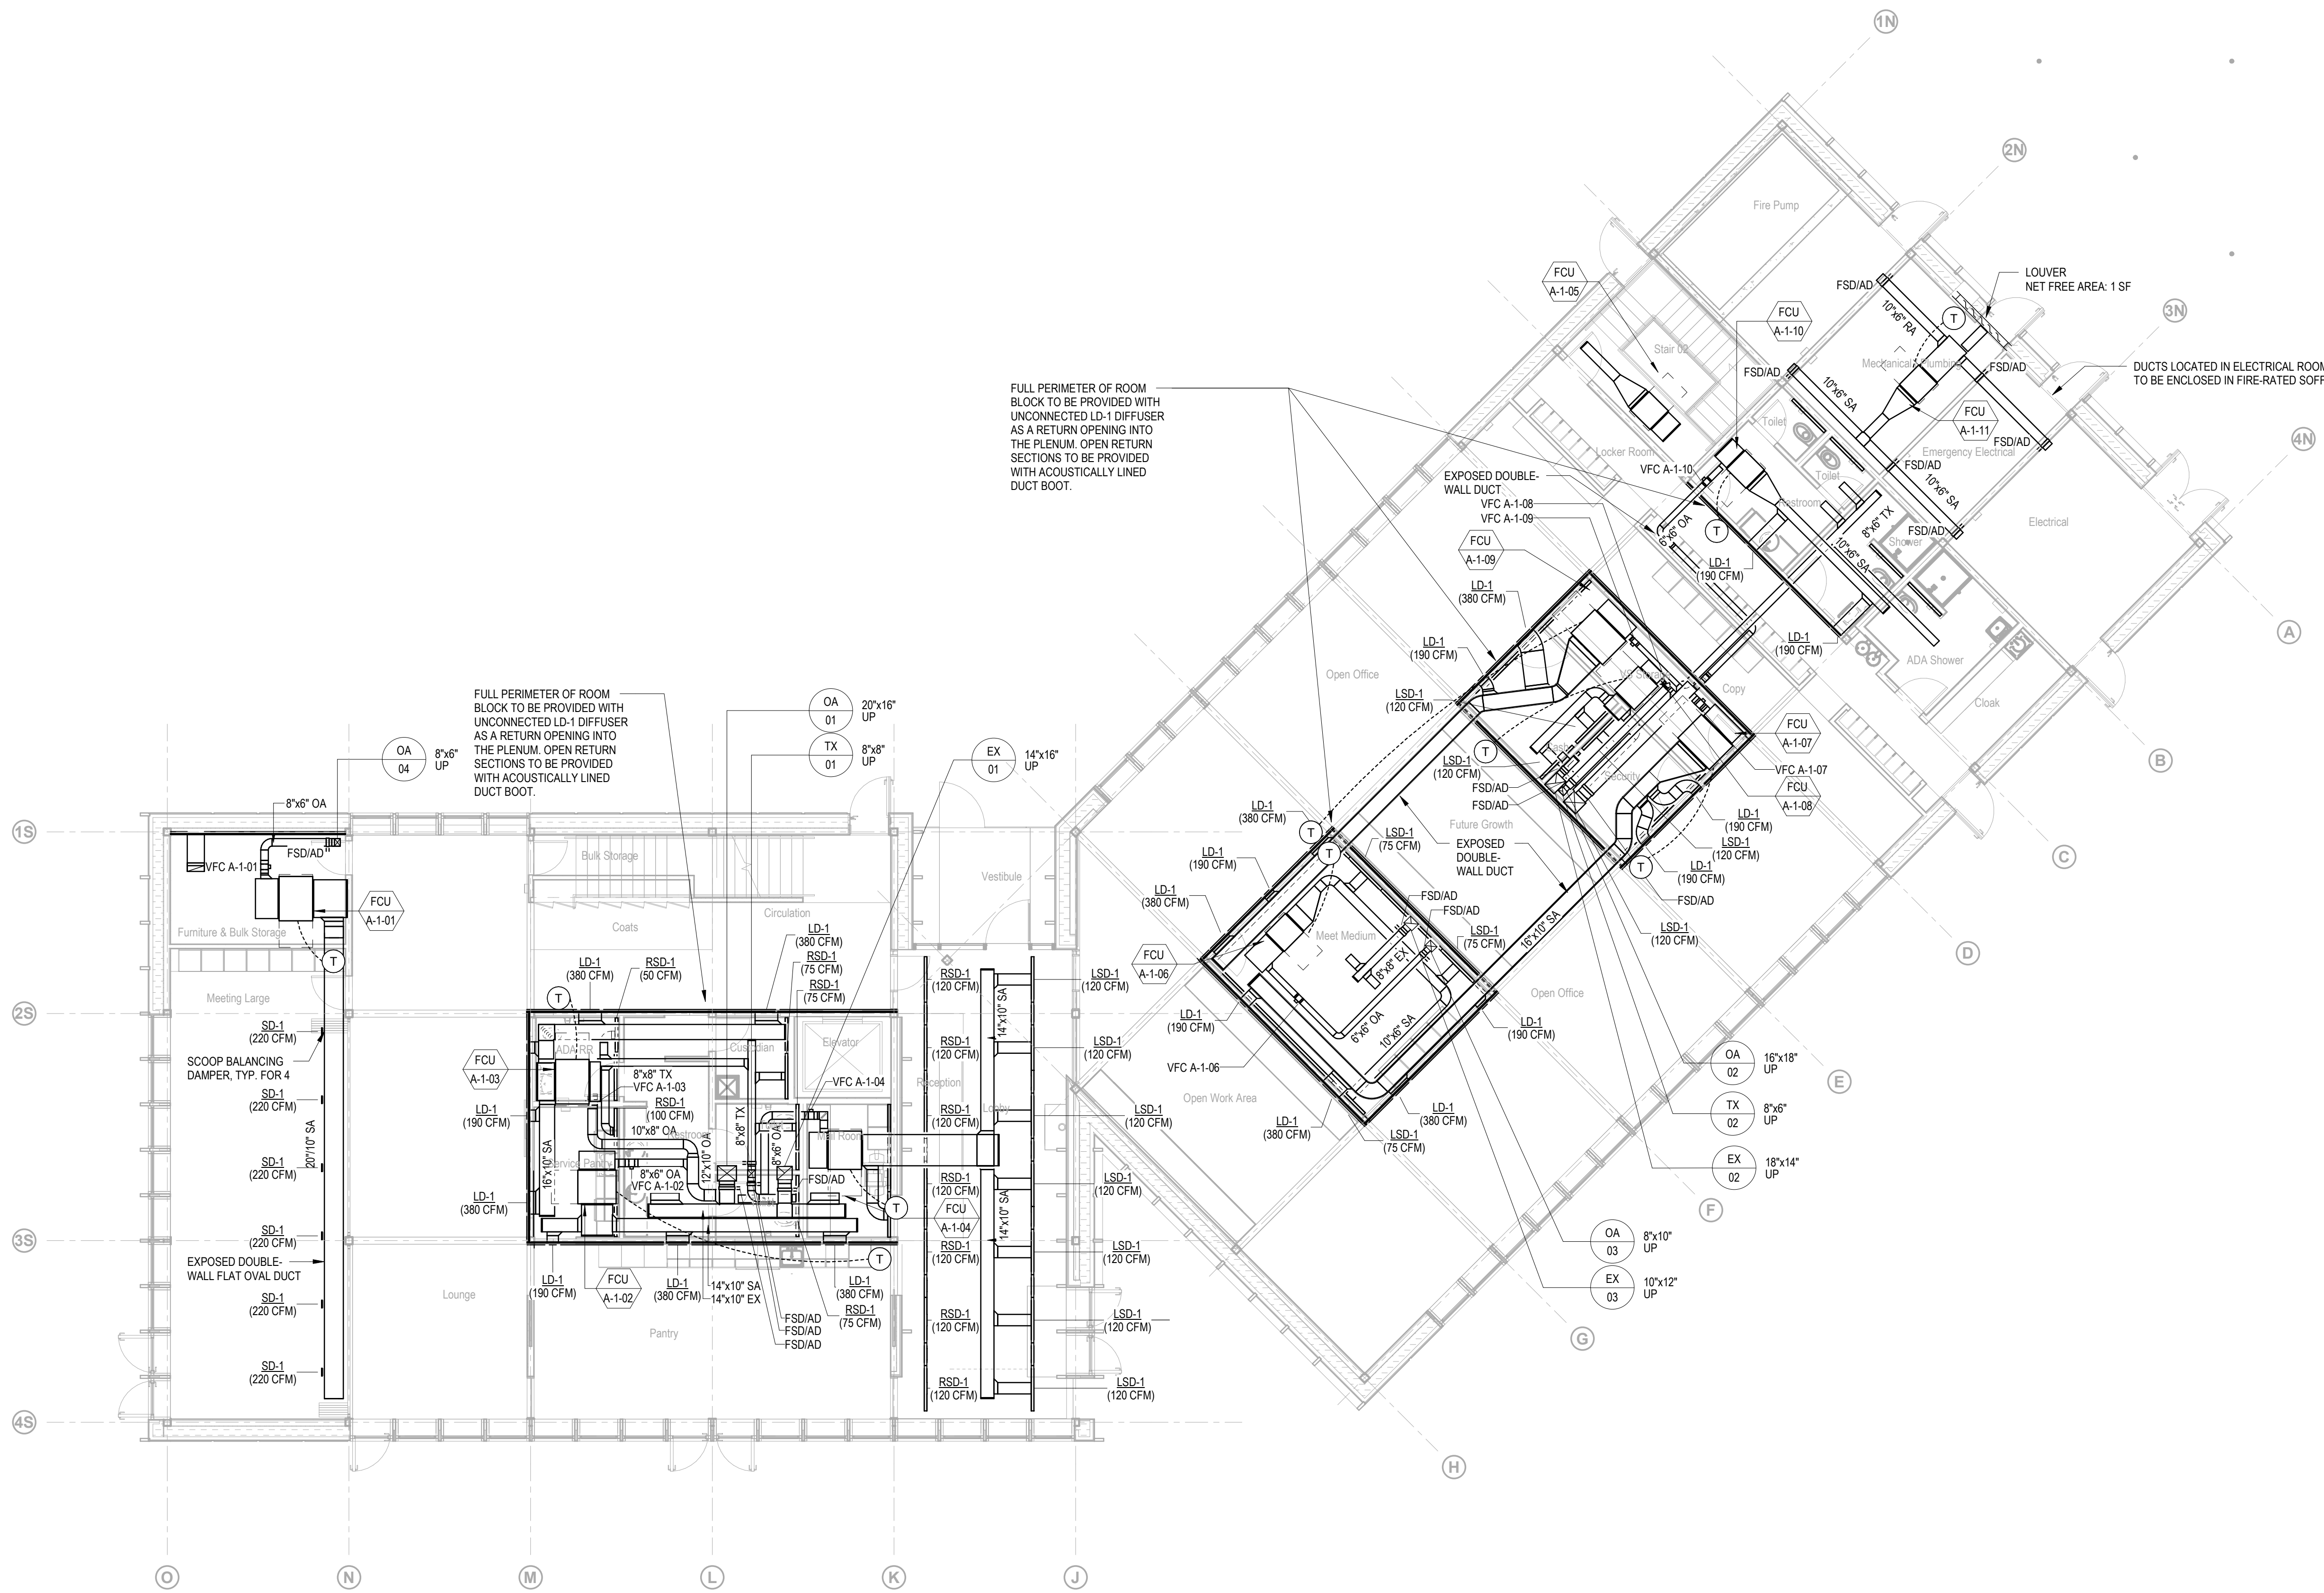 1N
2N
3N
4N
A
B
C
D
E
F
G
H
1S
2S
3S
4S
O
N
M
L
K
J
Fire Pump
FCU
A-1-05
FSD/AD
LOUVER
NET FREE AREA: 1 SF
10"x6" RA
FCU
A-1-10
T
Stair 02
Mechanical
FSD/AD
FSD/AD
DUCTS LOCATED IN ELECTRICAL ROOM
TO BE ENCLOSED IN FIRE-RATED
10"x6" SA
FCU
A-1-11
Toilet
FSD/AD
Emergency Electrical
FSD/AD
Locker Room
VFC A-1-10
Toilet
10"x6" SA
FULL PERIMETER OF ROOM
BLOCK TO BE PROVIDED WITH
UNCONNECTED LD-1 DIFFUSER
AS A RETURN OPENING INTO
THE PLENUM. OPEN RETURN
SECTIONS TO BE PROVIDED
WITH ACOUSTICALLY LINED
DUCT BOOT.
EXPOSED DOUBLE-
WALL DUCT
VFC A-1-08
VFC A-1-09
Restroom
T
6"x6" OA
8"x6" TX
10"x6" SA
FSD/AD
Shower
Electrical
FCU
A-1-09
LD-1
(190 CFM)
LD-1
(380 CFM)
LD-1
(190 CFM)
LD-1
(190 CFM)
ADA Shower
Cloak
Copy
Open Office
LSD-1
(120 CFM)
FCU
A-1-07
T
LSD-1
(120 CFM)
Security
VFC A-1-07
FCU
A-1-08
FSD/AD
FSD/AD
LD-1
(380 CFM)
T
T
LD-1
(190 CFM)
LSD-1
(75 CFM)
Future Growth
LSD-1
(120 CFM)
EXPOSED
DOUBLE-
WALL DUCT
LD-1
(190 CFM)
LD-1
(190 CFM)
T
FSD/AD
LD-1
(380 CFM)
FSD/AD
FSD/AD
16"x10" SA
LSD-1
(120 CFM)
Meet Medium
LSD-1
(75 CFM)
FCU
A-1-06
8"x8" EX
Open Office
LD-1
(190 CFM)
6"x6" OA
10"x6" SA
LD-1
(190 CFM)
VFC A-1-06
OA
02
16"x18"
UP
Open Work Area
LD-1
(380 CFM)
LD-1
(380 CFM)
LSD-1
(75 CFM)
TX
02
8"x6"
UP
EX
02
18"x14"
UP
OA
03
8"x10"
UP
EX
03
10"x12"
UP
FULL PERIMETER OF ROOM
BLOCK TO BE PROVIDED WITH
UNCONNECTED LD-1 DIFFUSER
AS A RETURN OPENING INTO
THE PLENUM. OPEN RETURN
SECTIONS TO BE PROVIDED
WITH ACOUSTICALLY LINED
DUCT BOOT.
OA
01
20"x16"
UP
TX
01
8"x8"
UP
EX
01
14"x16"
UP
OA
04
8"x6"
UP
8"x6" OA
FSD/AD
VFC A-1-01
FCU
A-1-01
Furniture & Bulk Storage
T
Bulk Storage
Vestibule
Circulation
Coats
Meeting Large
LD-1
(380 CFM)
RSD-1
(50 CFM)
LD-1
(380 CFM)
RSD-1
(75 CFM)
RSD-1
(75 CFM)
T
SD-1
(220 CFM)
SCOOP BALANCING
DAMPER, TYP. FOR 4
SD-1
(220 CFM)
SD-1
(220 CFM)
SD-1
(220 CFM)
EXPOSED DOUBLE-
WALL FLAT OVAL DUCT
SD-1
(220 CFM)
SD-1
(220 CFM)
20"/10" SA
ADA RR
Custodian
Elevator
FCU
A-1-03
8"x8" TX
VFC A-1-03
VFC A-1-04
RSD-1
(100 CFM)
LD-1
(190 CFM)
10"x8" OA
Restroom
8"x8" TX
Mail Room
16"x10" SA
Service Pantry
12"x10" OA
8"x6" OA
8"x6" OA
VFC A-1-02
FSD/AD
LD-1
(380 CFM)
T
FCU
A-1-04
T
LD-1
(190 CFM)
FCU
A-1-02
LD-1
(380 CFM)
14"x10" SA
14"x10" EX
LD-1
(380 CFM)
RSD-1
(75 CFM)
FSD/AD
FSD/AD
FSD/AD
Lounge
Pantry
Reception
Lobby
14"x10" SA
14"x10" SA
RSD-1
(120 CFM)
LSD-1
(120 CFM)
RSD-1
(120 CFM)
LSD-1
(120 CFM)
RSD-1
(120 CFM)
LSD-1
(120 CFM)
RSD-1
(120 CFM)
LSD-1
(120 CFM)
RSD-1
(120 CFM)
LSD-1
(120 CFM)
RSD-1
(120 CFM)
LSD-1
(120 CFM)
RSD-1
(120 CFM)
LSD-1
(120 CFM)